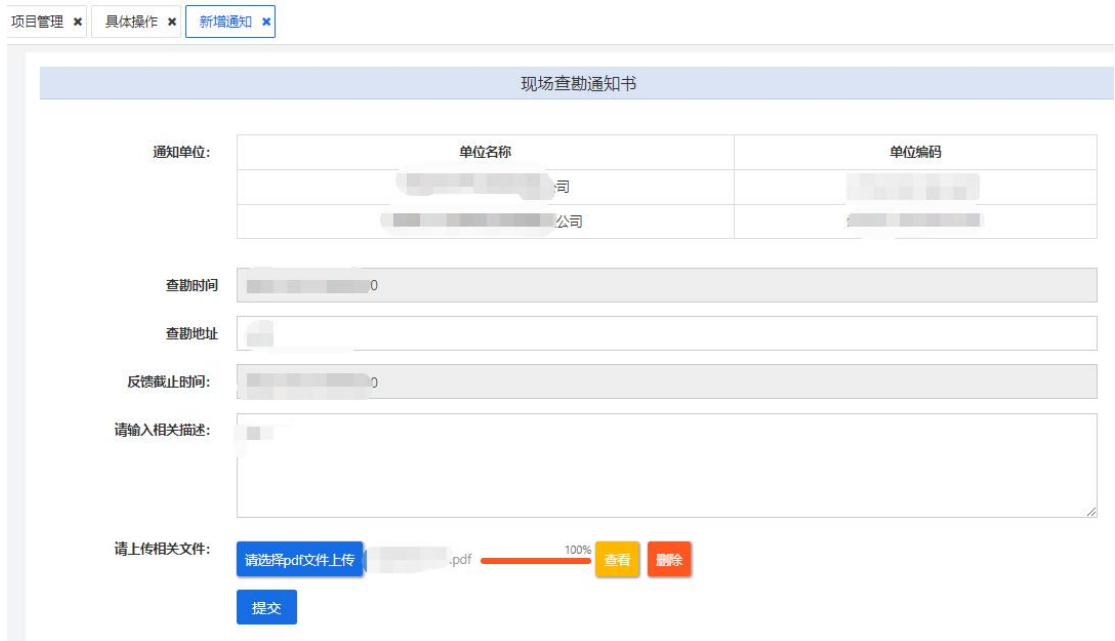 项目管理 × 具体操作 × 新增通知 ×
现场查勘通知书
通知单位： 单位名称 单位编码
公司
公司
查勘时间 0
查勘地址
反馈截止时间： 0
请输入相关描述：
请上传相关文件： 请选择pdf文件上传 .pdf 100% 查看 删除
提交